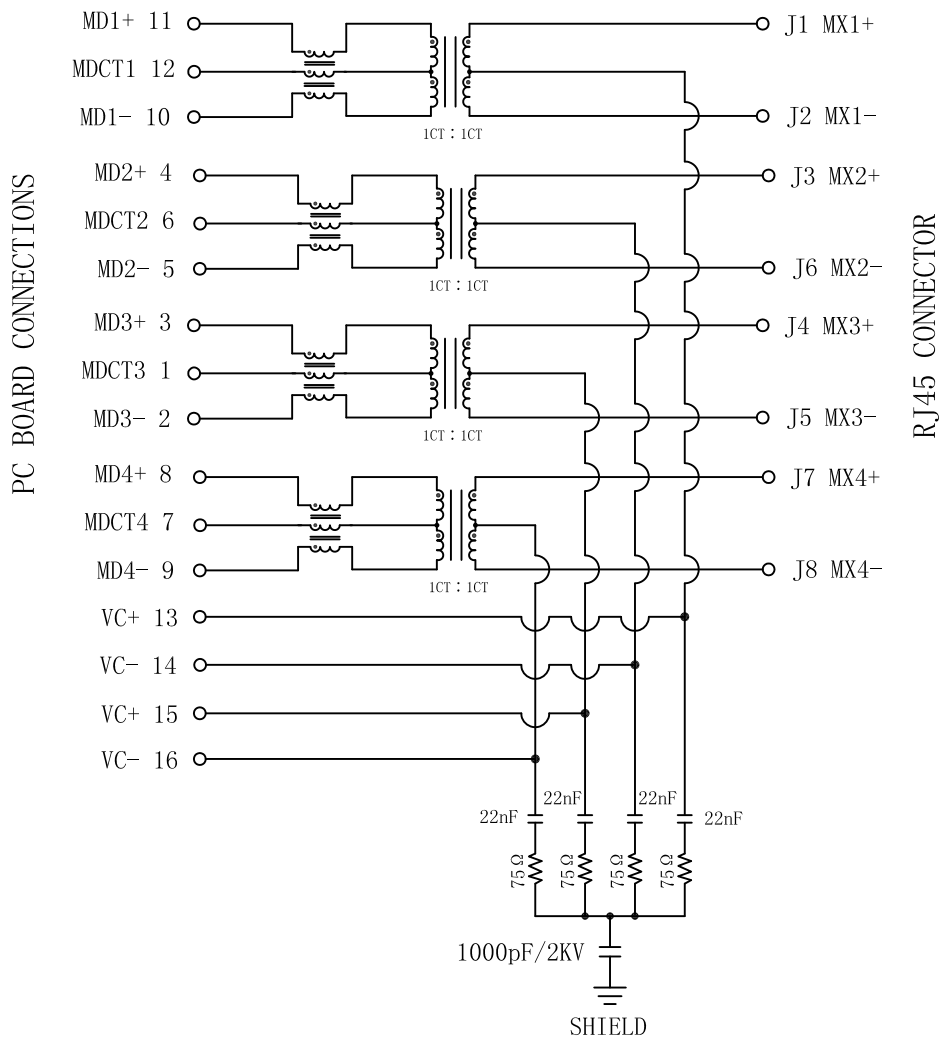 MD1+ 11
J1 MX1+
MDCT1 12
MD1- 10
J2 MX1-
1CT : 1CT
MD2+ 4
J3 MX2+
MDCT2 6
MD2- 5
J6 MX2-
1CT : 1CT
MD3+ 3
J4 MX3+
MDCT3 1
MD3- 2
J5 MX3-
1CT : 1CT
MD4+ 8
J7 MX4+
MDCT4 7
MD4- 9
J8 MX4-
1CT : 1CT
VC+ 13
VC- 14
VC+ 15
VC- 16
PC BOARD CONNECTIONS
RJ45 CONNECTOR
22nF
22nF
22nF
22nF
75Ω
75Ω
75Ω
75Ω
1000pF/2KV
SHIELD